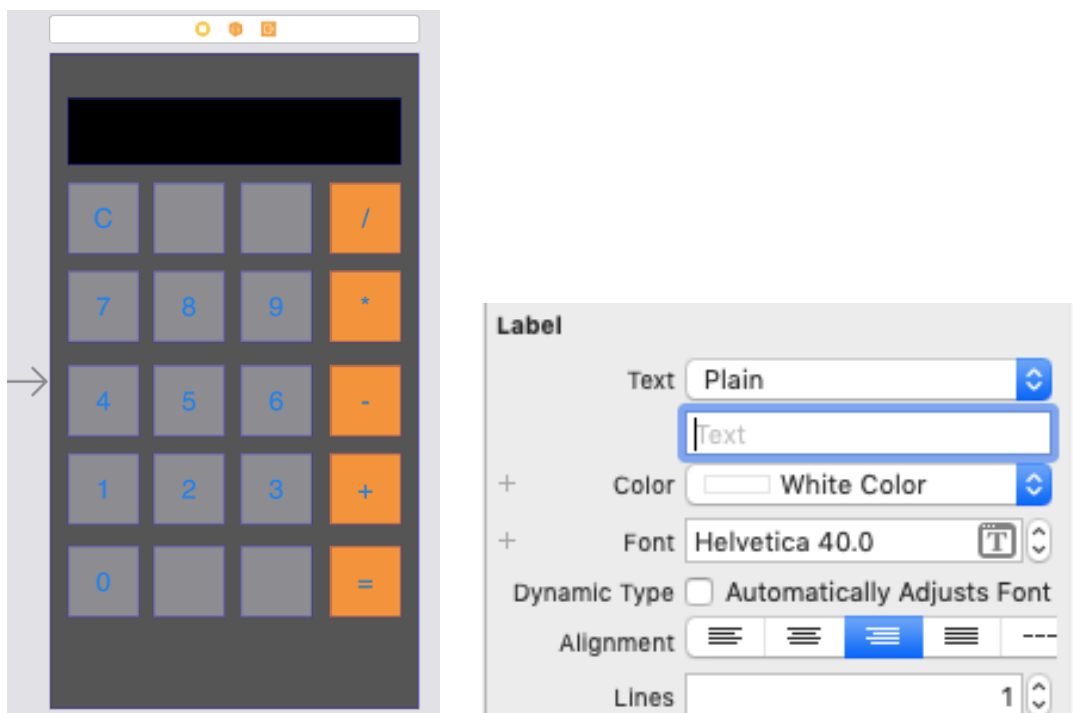 C /
7 8 9 *
4 5 6 -
1 2 3 +
0 =
Label
Text Plain
Text
Color White Color
Font Helvetica 40.0 T
Dynamic Type Automatically Adjusts Font
Alignment ---
Lines 1